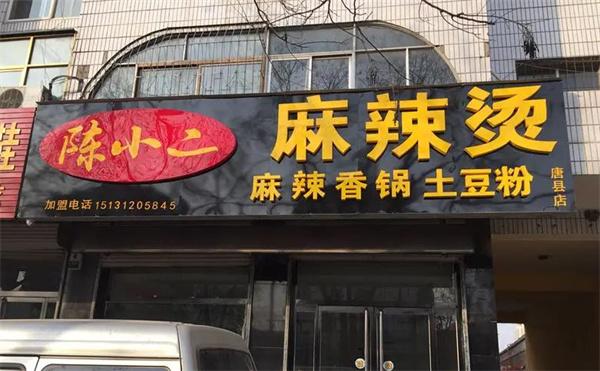 陈小二
麻辣烫
麻辣香锅 土豆粉
唐县店
加盟电话 15131205845